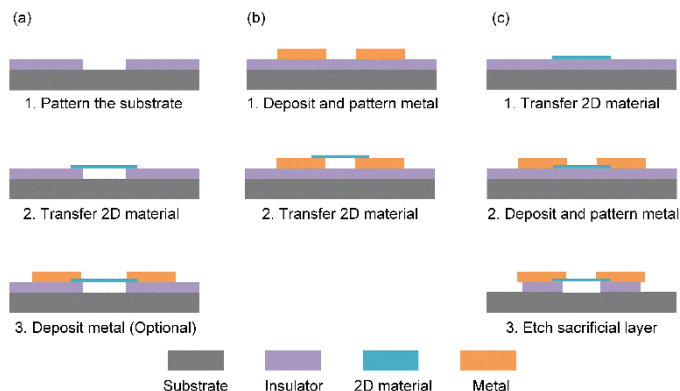 (a)
(b)
(c)
1. Pattern the substrate
1. Deposit and pattern metal
1. Transfer 2D material
2. Transfer 2D material
2. Transfer 2D material
2. Deposit and pattern metal
3. Deposit metal (Optional)
3. Etch sacrificial layer
Substrate
Insulator
2D material
Metal